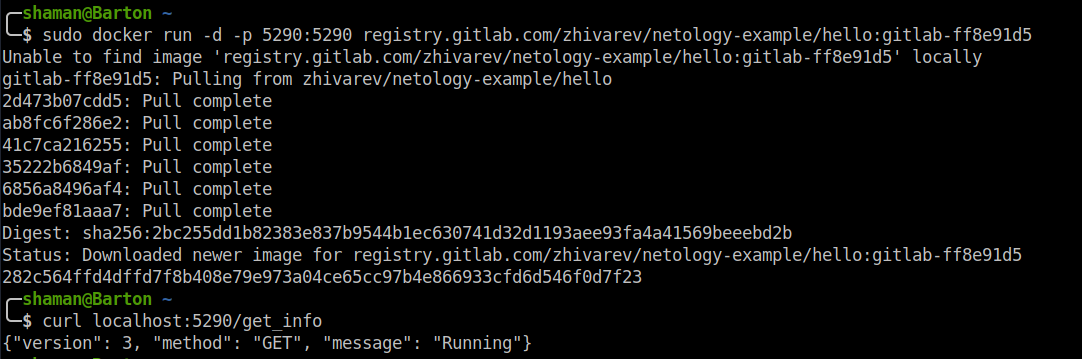 shaman@Barton ~
$ sudo docker run -d -p 5290:5290 registry.gitlab.com/zhivarev/netology-example/hello:gitlab-ff8e91d5
Unable to find image 'registry.gitlab.com/zhivarev/netology-example/hello:gitlab-ff8e91d5' locally
gitlab-ff8e91d5: Pulling from zhivarev/netology-example/hello
2d473b07cdd5: Pull complete
ab8fc6f286e2: Pull complete
41c7ca216255: Pull complete
35222b6849af: Pull complete
6856a8496af4: Pull complete
bde9ef81aaa7: Pull complete
Digest: sha256:2bc255dd1b82383e837b9544b1ec630741d32d1193aee93fa4a41569beeebd2b
Status: Downloaded newer image for registry.gitlab.com/zhivarev/netology-example/hello:gitlab-ff8e91d5
282c564ffd4dffd7f8b408e79e973a04ce65cc97b4e866933cfd6d546f0d7f23
shaman@Barton ~
$ curl localhost:5290/get_info
{"version": 3, "method": "GET", "message": "Running"}